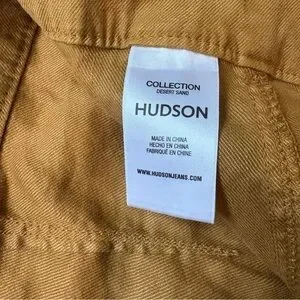 COLLECTION
DESERT SAND
HUDSON
MADE IN CHINA
HECHO EN CHINA
FABRIQUÉ EN CHINE
WWW.HUDSONJEANS.COM